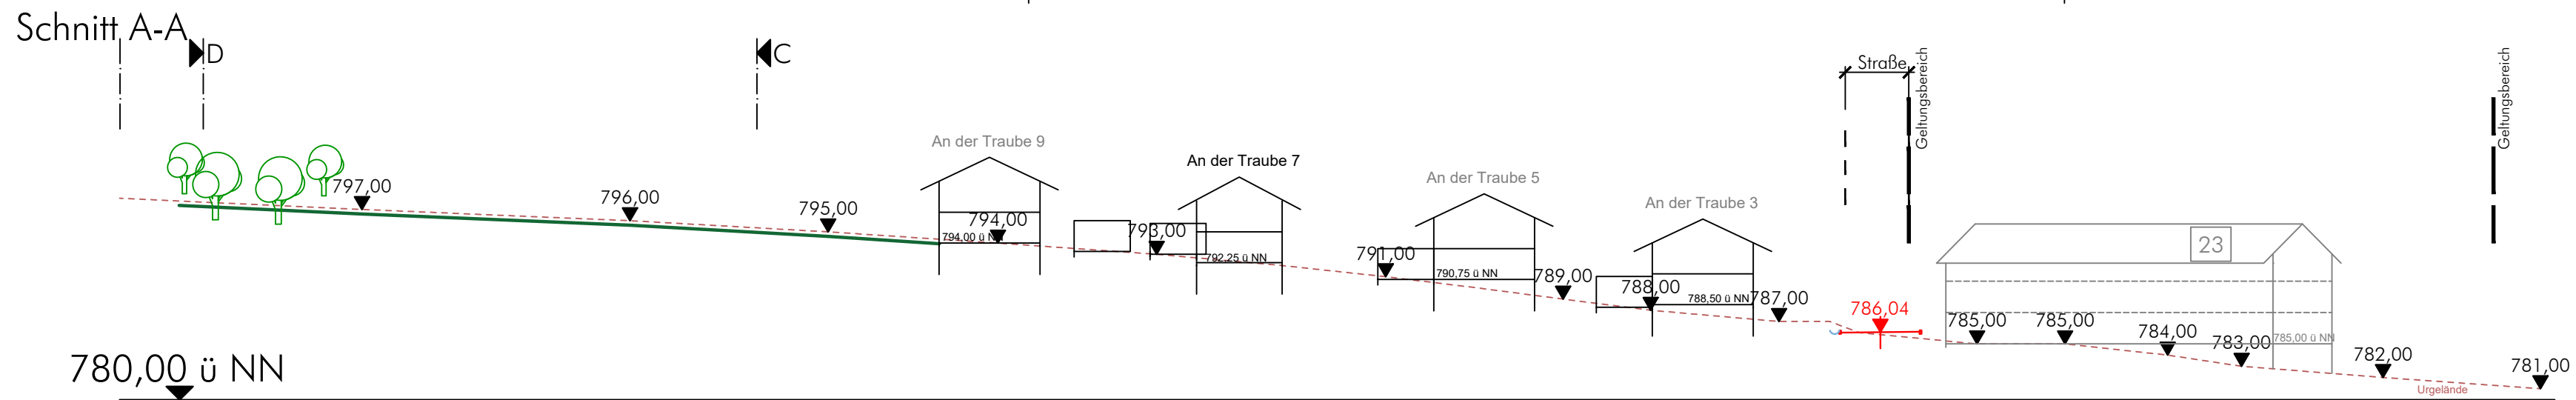 Schnitt A-A
D
C
Straße
Geltungsbereich
Geltungsbereich
An der Traube 9
An der Traube 7
An der Traube 5
An der Traube 3
797,00
796,00
795,00
794,00
794,00 ü NN
793,00
792,25 ü NN
791,00
790,75 ü NN
789,00
788,00
788,50 ü NN
787,00
786,04
23
785,00
785,00
784,00
783,00
785,00 ü NN
782,00
781,00
Urgelände
780,00 ü NN